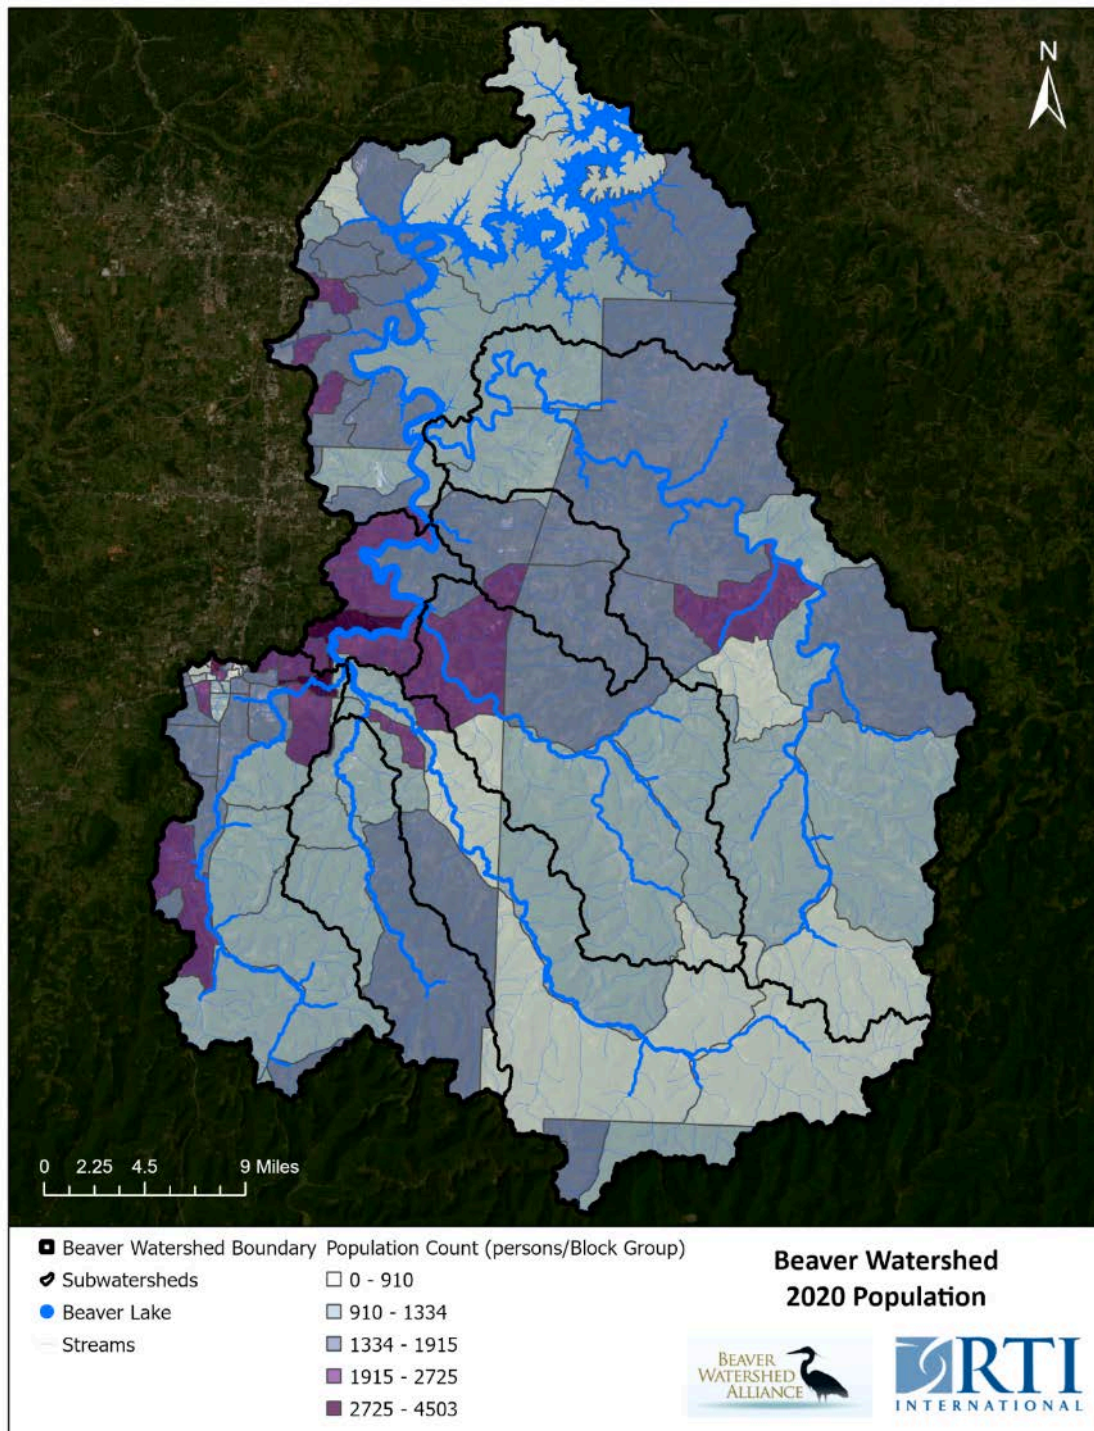 N
0 2.25 4.5 9 Miles
Beaver Watershed Boundary
Subwatersheds
Beaver Lake
Streams
Population Count (persons/Block Group)
0 - 910
910 - 1334
1334 - 1915
1915 - 2725
2725 - 4503
Beaver Watershed
2020 Population
BEAVER
WATERSHED
ALLIANCE
RTI
INTERNATIONAL